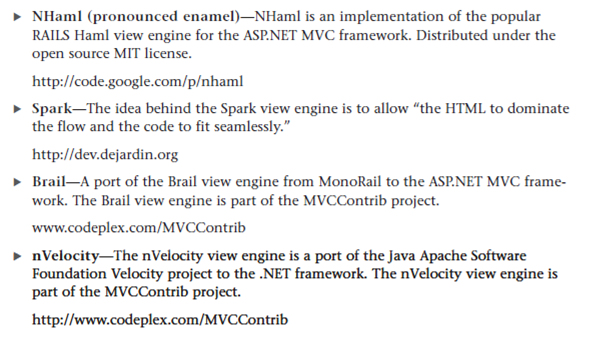 ► NHaml (pronounced enamel)—NHaml is an implementation of the popular
RAILS Haml view engine for the ASP.NET MVC framework. Distributed under the
open source MIT license.
http://code.google.com/p/nhaml
► Spark—The idea behind the Spark view engine is to allow “the HTML to dominate
the flow and the code to fit seamlessly.”
http://dev.dejardin.org
► Brail—A port of the Brail view engine from MonoRail to the ASP.NET MVC frame-
work. The Brail view engine is part of the MVCContrib project.
www.codeplex.com/MVCContrib
► nVelocity—The nVelocity view engine is a port of the Java Apache Software
Foundation Velocity project to the .NET framework. The nVelocity view engine is
part of the MVCContrib project.
http://www.codeplex.com/MVCContrib